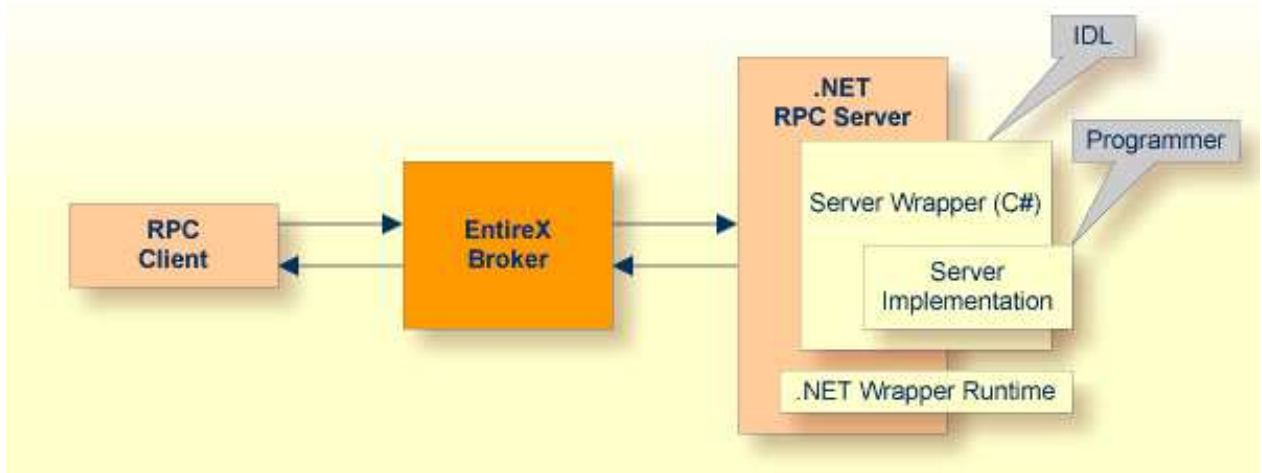 IDL
.NET
RPC Server
Programmer
Server Wrapper (C#)
RPC
Client
EntireX
Broker
Server
Implementation
.NET Wrapper Runtime